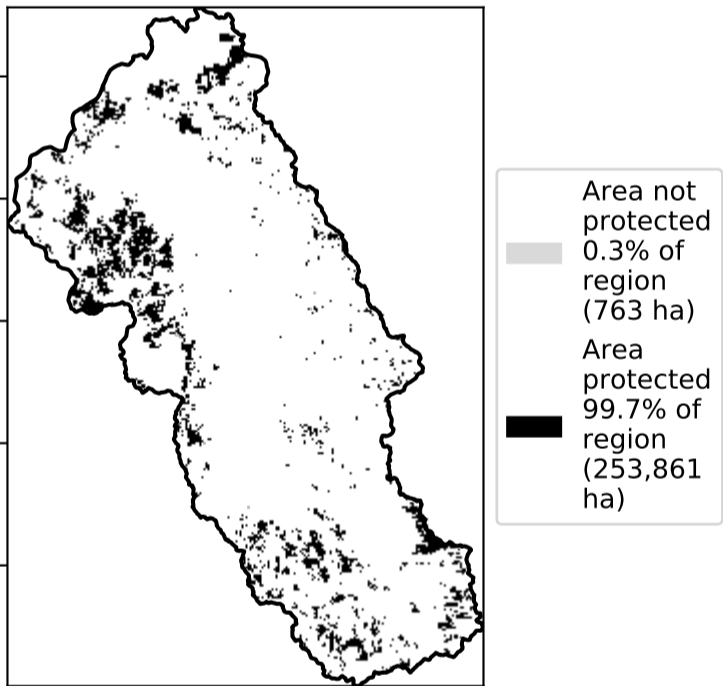 Area not
protected
0.3% of
region
(763 ha)
Area
protected
99.7% of
region
(253,861
ha)